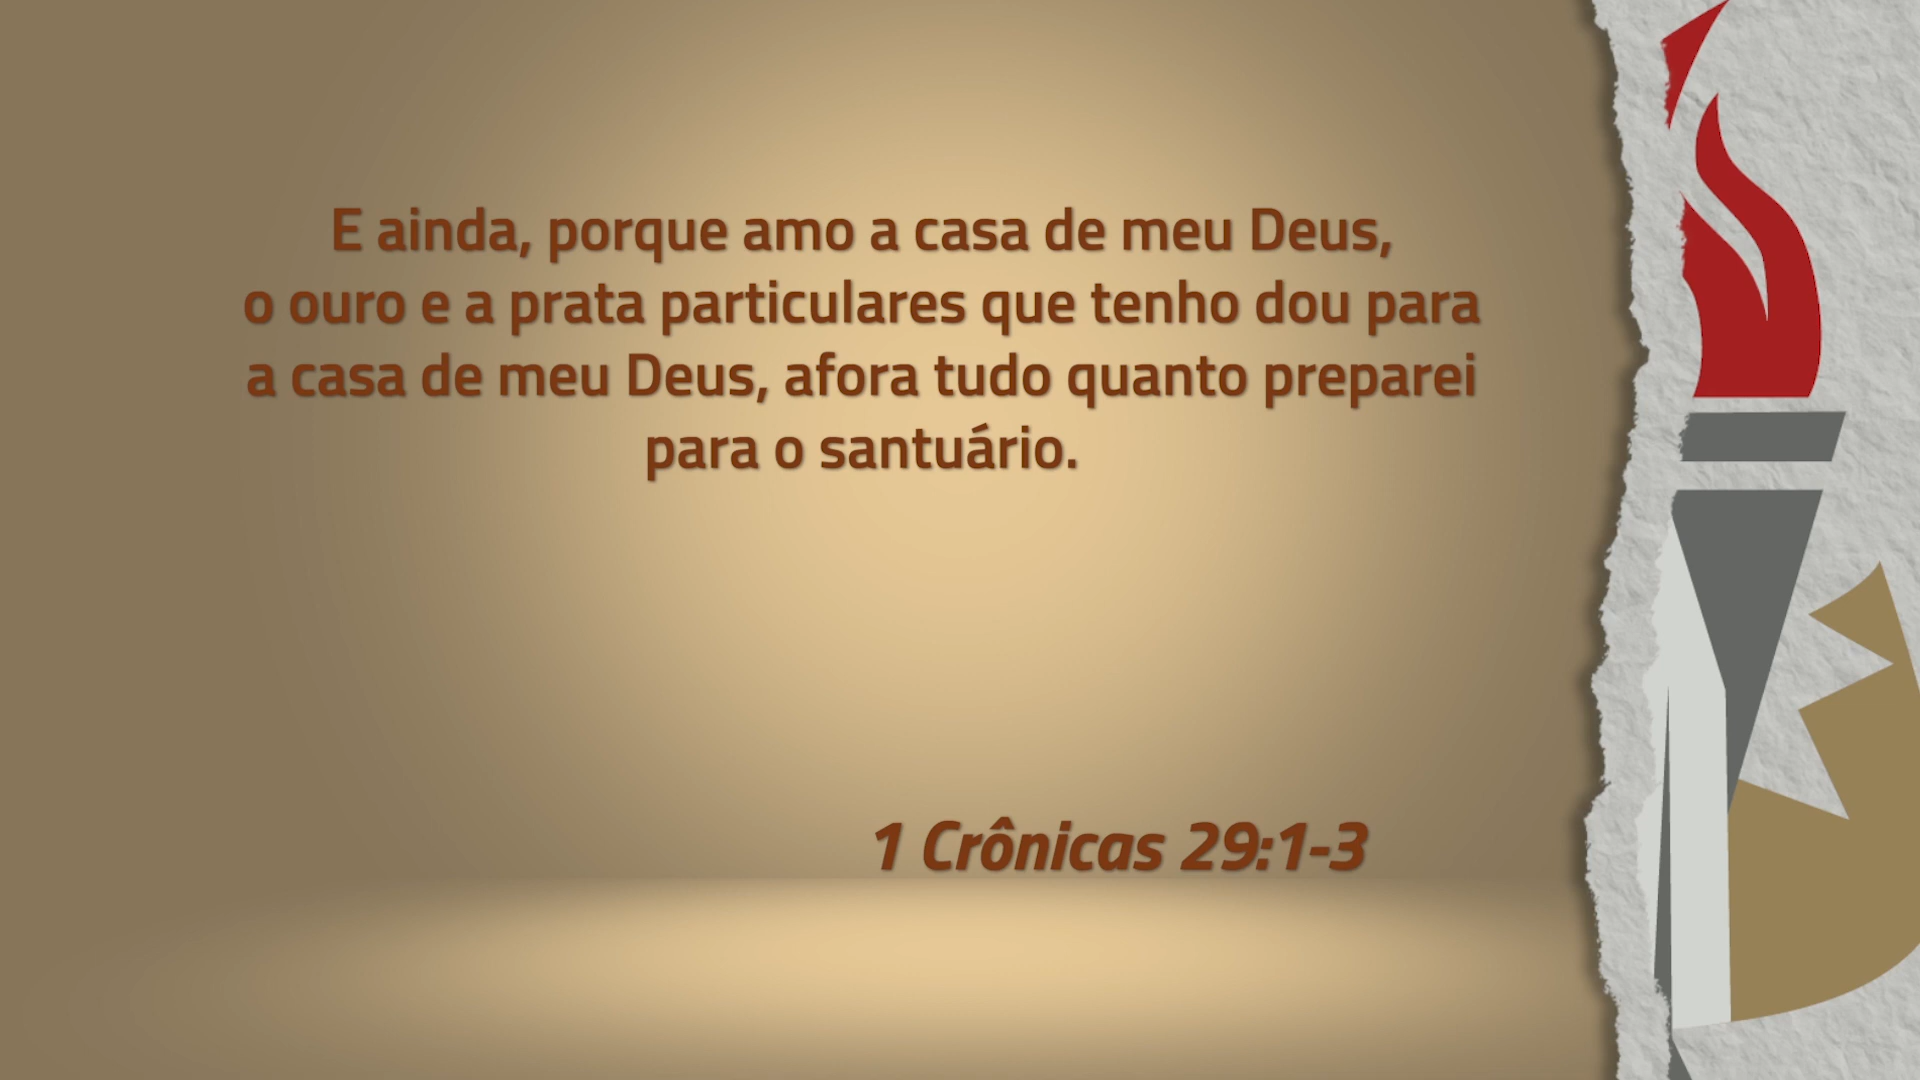 E ainda, porque amo a casa de meu Deus,
o ouro e a prata particulares que tenho dou para
a casa de meu Deus, afora tudo quanto preparei
para o santuário.
1 Crônicas 29:1-3